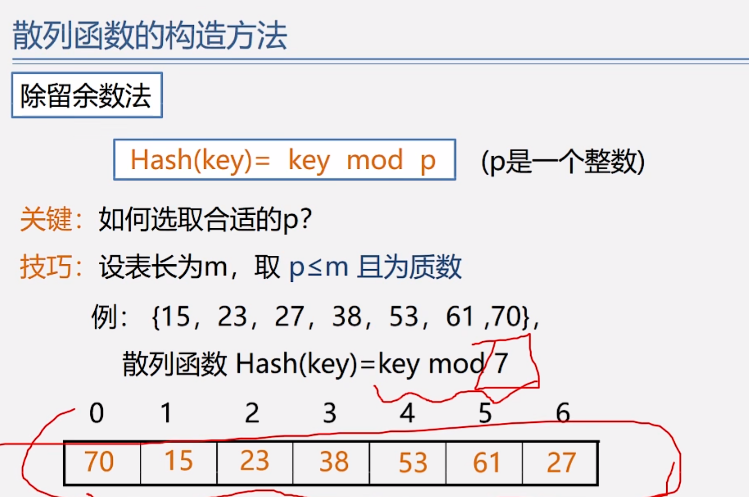 散列函数的构造方法
除留余数法
Hash(key)= key mod p (p是一个整数)
关键：如何选取合适的p?
技巧：设表长为m，取 p≤m 且为质数
例： {15，23，27，38，53，61 ,70}，
散列函数 Hash(key)=key mod 7
0 1 2 3 4 5 6
70 15 23 38 53 61 27